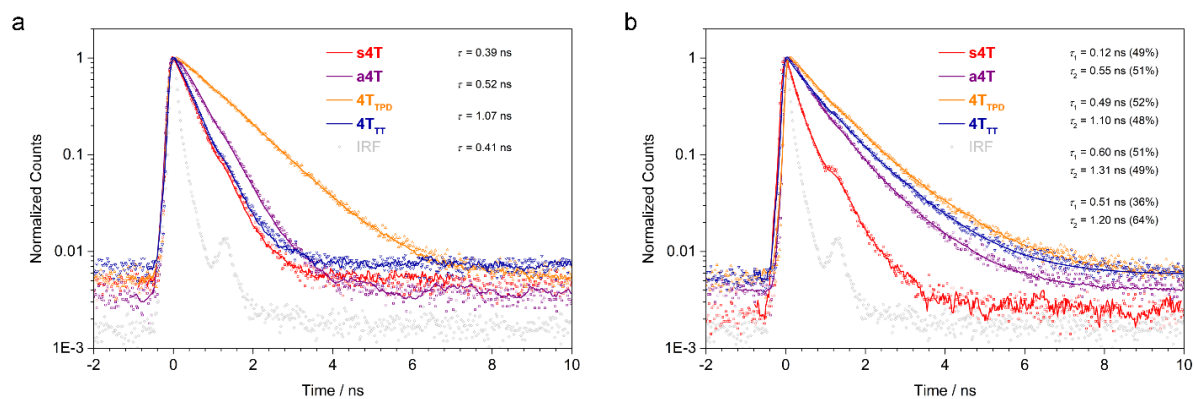 a
Normalized Counts
1
0.1
0.01
1E-3
-2
0
2
4
6
8
10
Time / ns
s4T
a4T
4T_TPD
4T_TT
IRF
τ = 0.39 ns
τ = 0.52 ns
τ = 1.07 ns
τ = 0.41 ns
b
Normalized Counts
1
0.1
0.01
1E-3
-2
0
2
4
6
8
10
Time / ns
s4T
a4T
4T_TPD
4T_TT
IRF
τ₁ = 0.12 ns (49%)
τ₂ = 0.55 ns (51%)
τ₁ = 0.49 ns (52%)
τ₂ = 1.10 ns (48%)
τ₁ = 0.60 ns (51%)
τ₂ = 1.31 ns (49%)
τ₁ = 0.51 ns (36%)
τ₂ = 1.20 ns (64%)